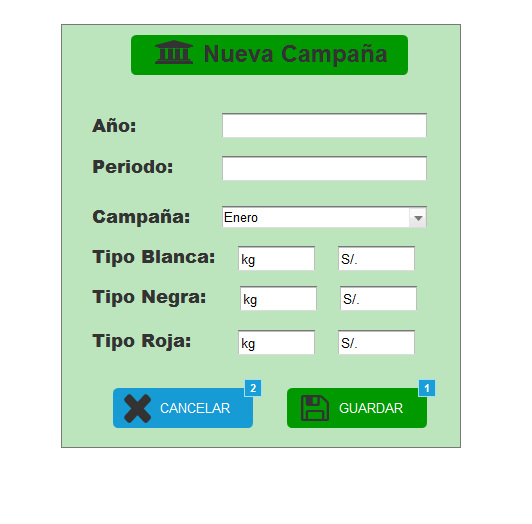 Nueva Campaña
Año:
Periodo:
Campaña: Enero
Tipo Blanca: kg S/.
Tipo Negra: kg S/.
Tipo Roja: kg S/.
2 1
CANCELAR GUARDAR